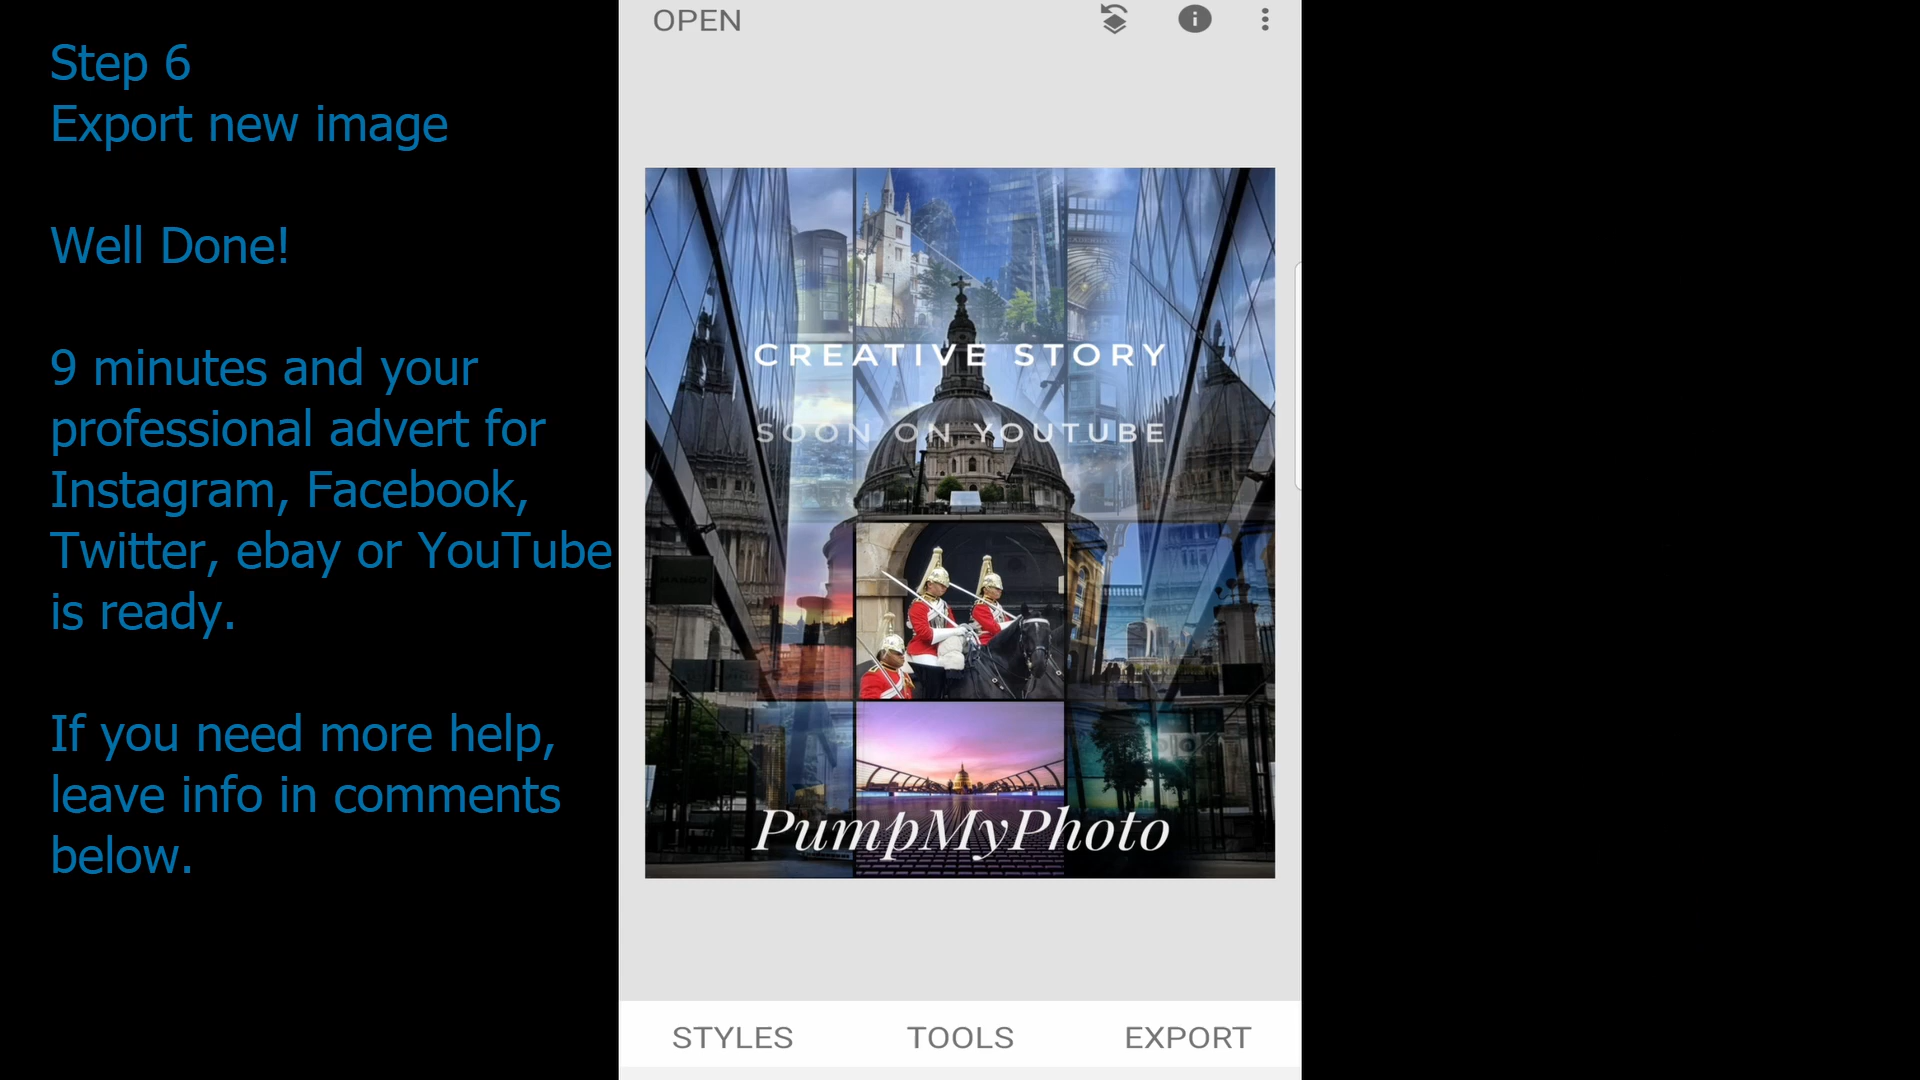 Step 6
Export new image
Well Done!
9 minutes and your
professional advert for
Instagram, Facebook,
Twitter, ebay or YouTube
is ready.
If you need more help,
leave info in comments
below.
OPEN
CREATIVE STORY
SOON ON YOUTUBE
MANGO
PumpMyPhoto
STYLES TOOLS EXPORT